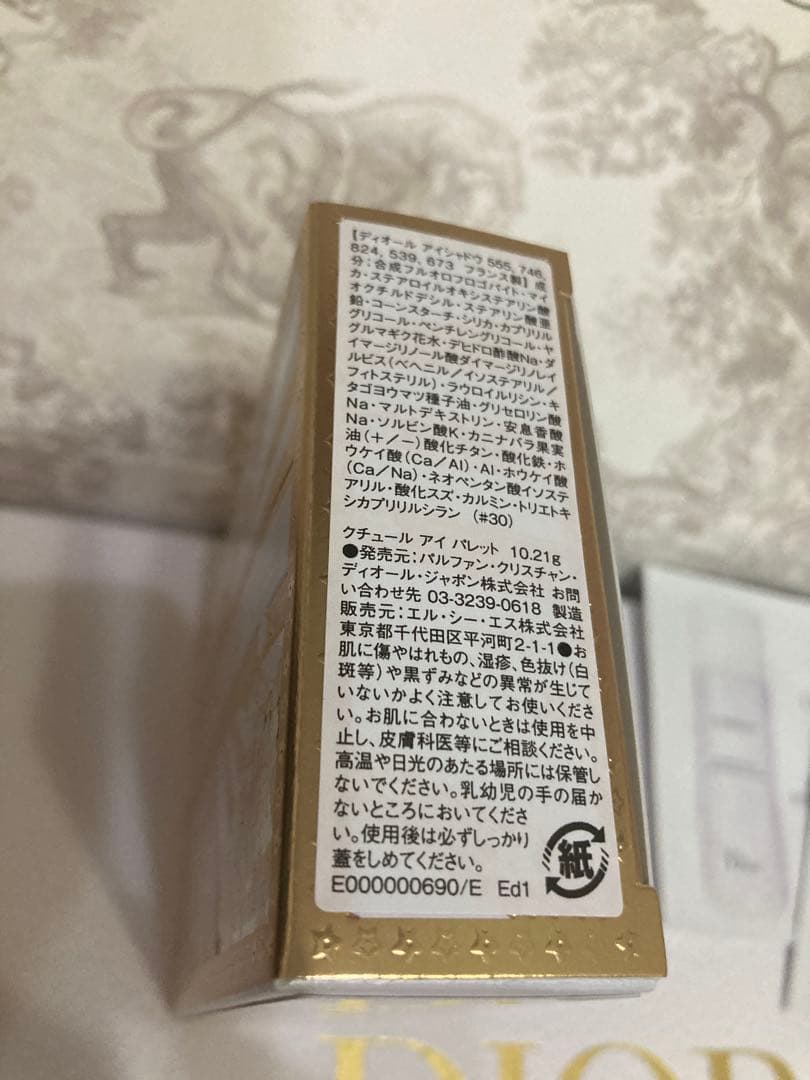 【ディオール アイシャドウ 555, 746,
824, 539, 673 フランス製】成
分：合成フルオロフロゴパイト・マイ
カ・ステアロイルオキシステアリン酸
オクチルドデシル・ステアリン酸亜
鉛・コーンスターチ・シリカ・カプリリル
グリコール・ペンチレングリコール・ヤ
グルマギク花水・デヒドロ酢酸Na・ダ
イマージリノール酸ダイマージリノレイ
ルビス（ベヘニル／イソステアリル／
フィトステリル）・ラウロイルリシン・キ
タゴヨウマツ種子油・グリセロリン酸
Na・マルトデキストリン・安息香酸
Na・ソルビン酸K・カニナバラ果実
油（＋／－）酸化チタン・酸化鉄・ホ
ウケイ酸（Ca／Al）・Al・ホウケイ酸
（Ca／Na）・ネオペンタン酸イソステ
アリル・酸化スズ・カルミン・トリエトキ
シカプリリルシラン （#30）
クチュール アイ パレット 10.21g
●発売元：パルファン・クリスチャン・
ディオール・ジャポン株式会社 お問
い合わせ先 03-3239-0618 製造
販売元：エル・シー・エス株式会社
東京都千代田区平河町2-1-1●お
肌に傷やはれもの、湿疹、色抜け（白
斑等）や黒ずみなどの異常が生じて
いないかよく注意してお使いくださ
い。お肌に合わないときは使用を中
止し、皮膚科医等にご相談ください。
高温や日光のあたる場所には保管し
ないでください。乳幼児の手の届か
ないところにおいてくださ
い。使用後は必ずしっかり
蓋をしめてください。
紙
E000000690/E Ed1
DIOR